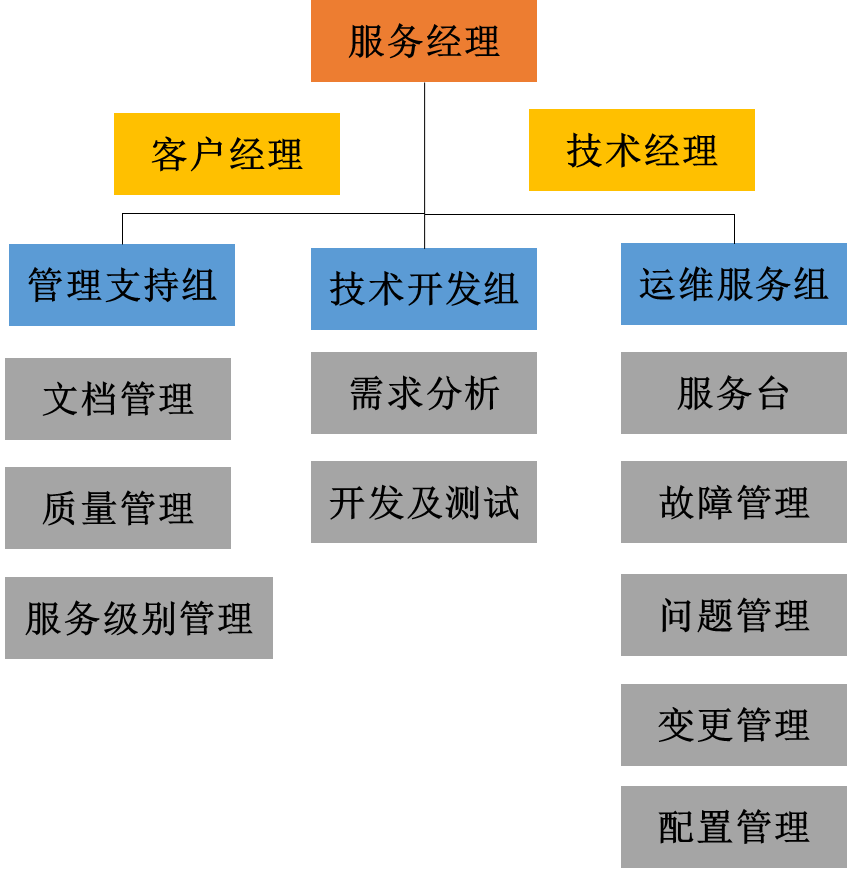 服务经理
客户经理
技术经理
管理支持组
技术开发组
运维服务组
文档管理
需求分析
服务台
质量管理
开发及测试
故障管理
服务级别管理
问题管理
变更管理
配置管理